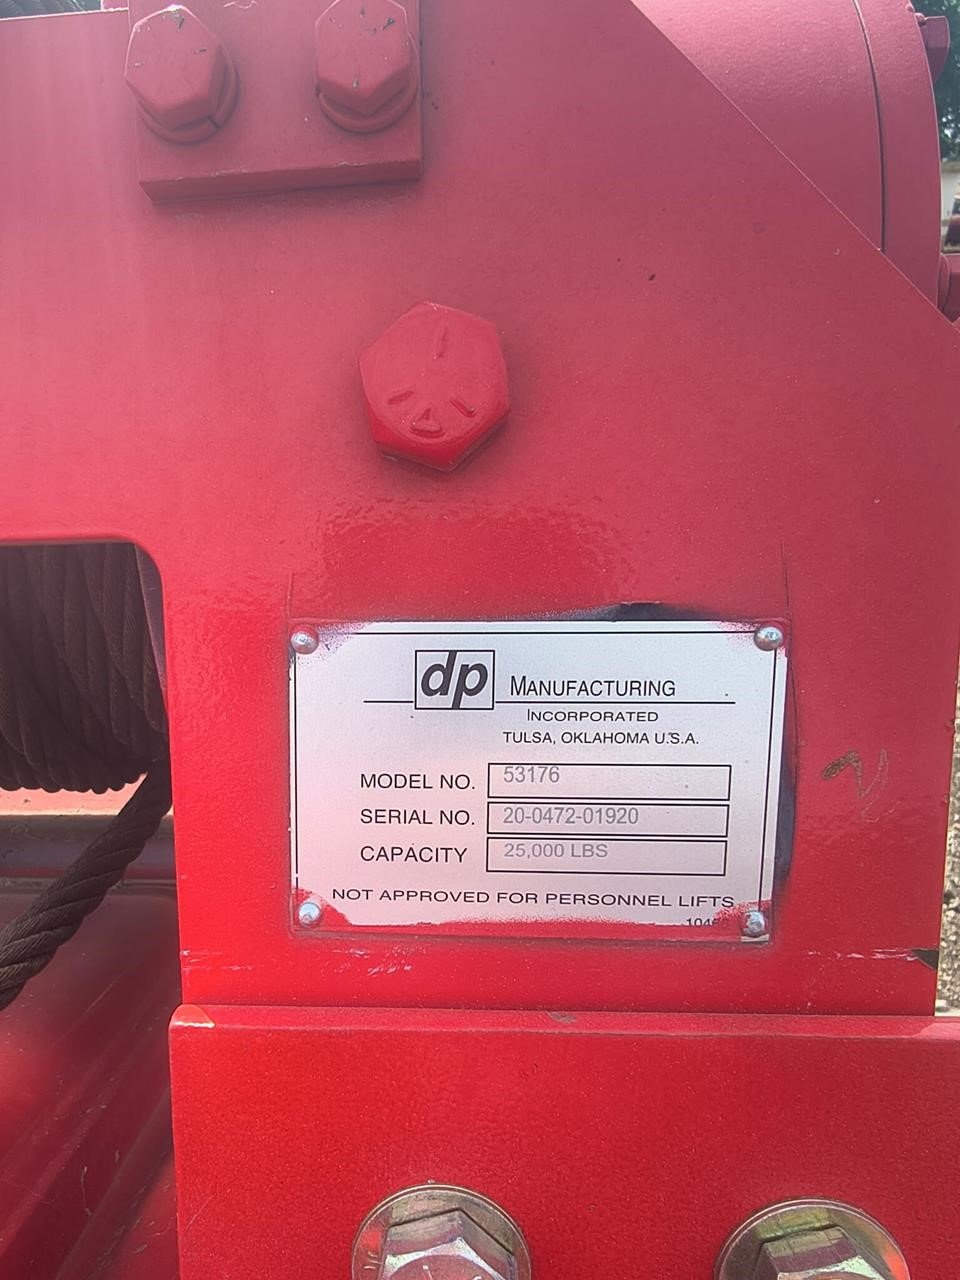 dp MANUFACTURING
INCORPORATED
TULSA, OKLAHOMA U.S.A.
MODEL NO. 53176
SERIAL NO. 20-0472-01920
CAPACITY 25,000 LBS
NOT APPROVED FOR PERSONNEL LIFTS